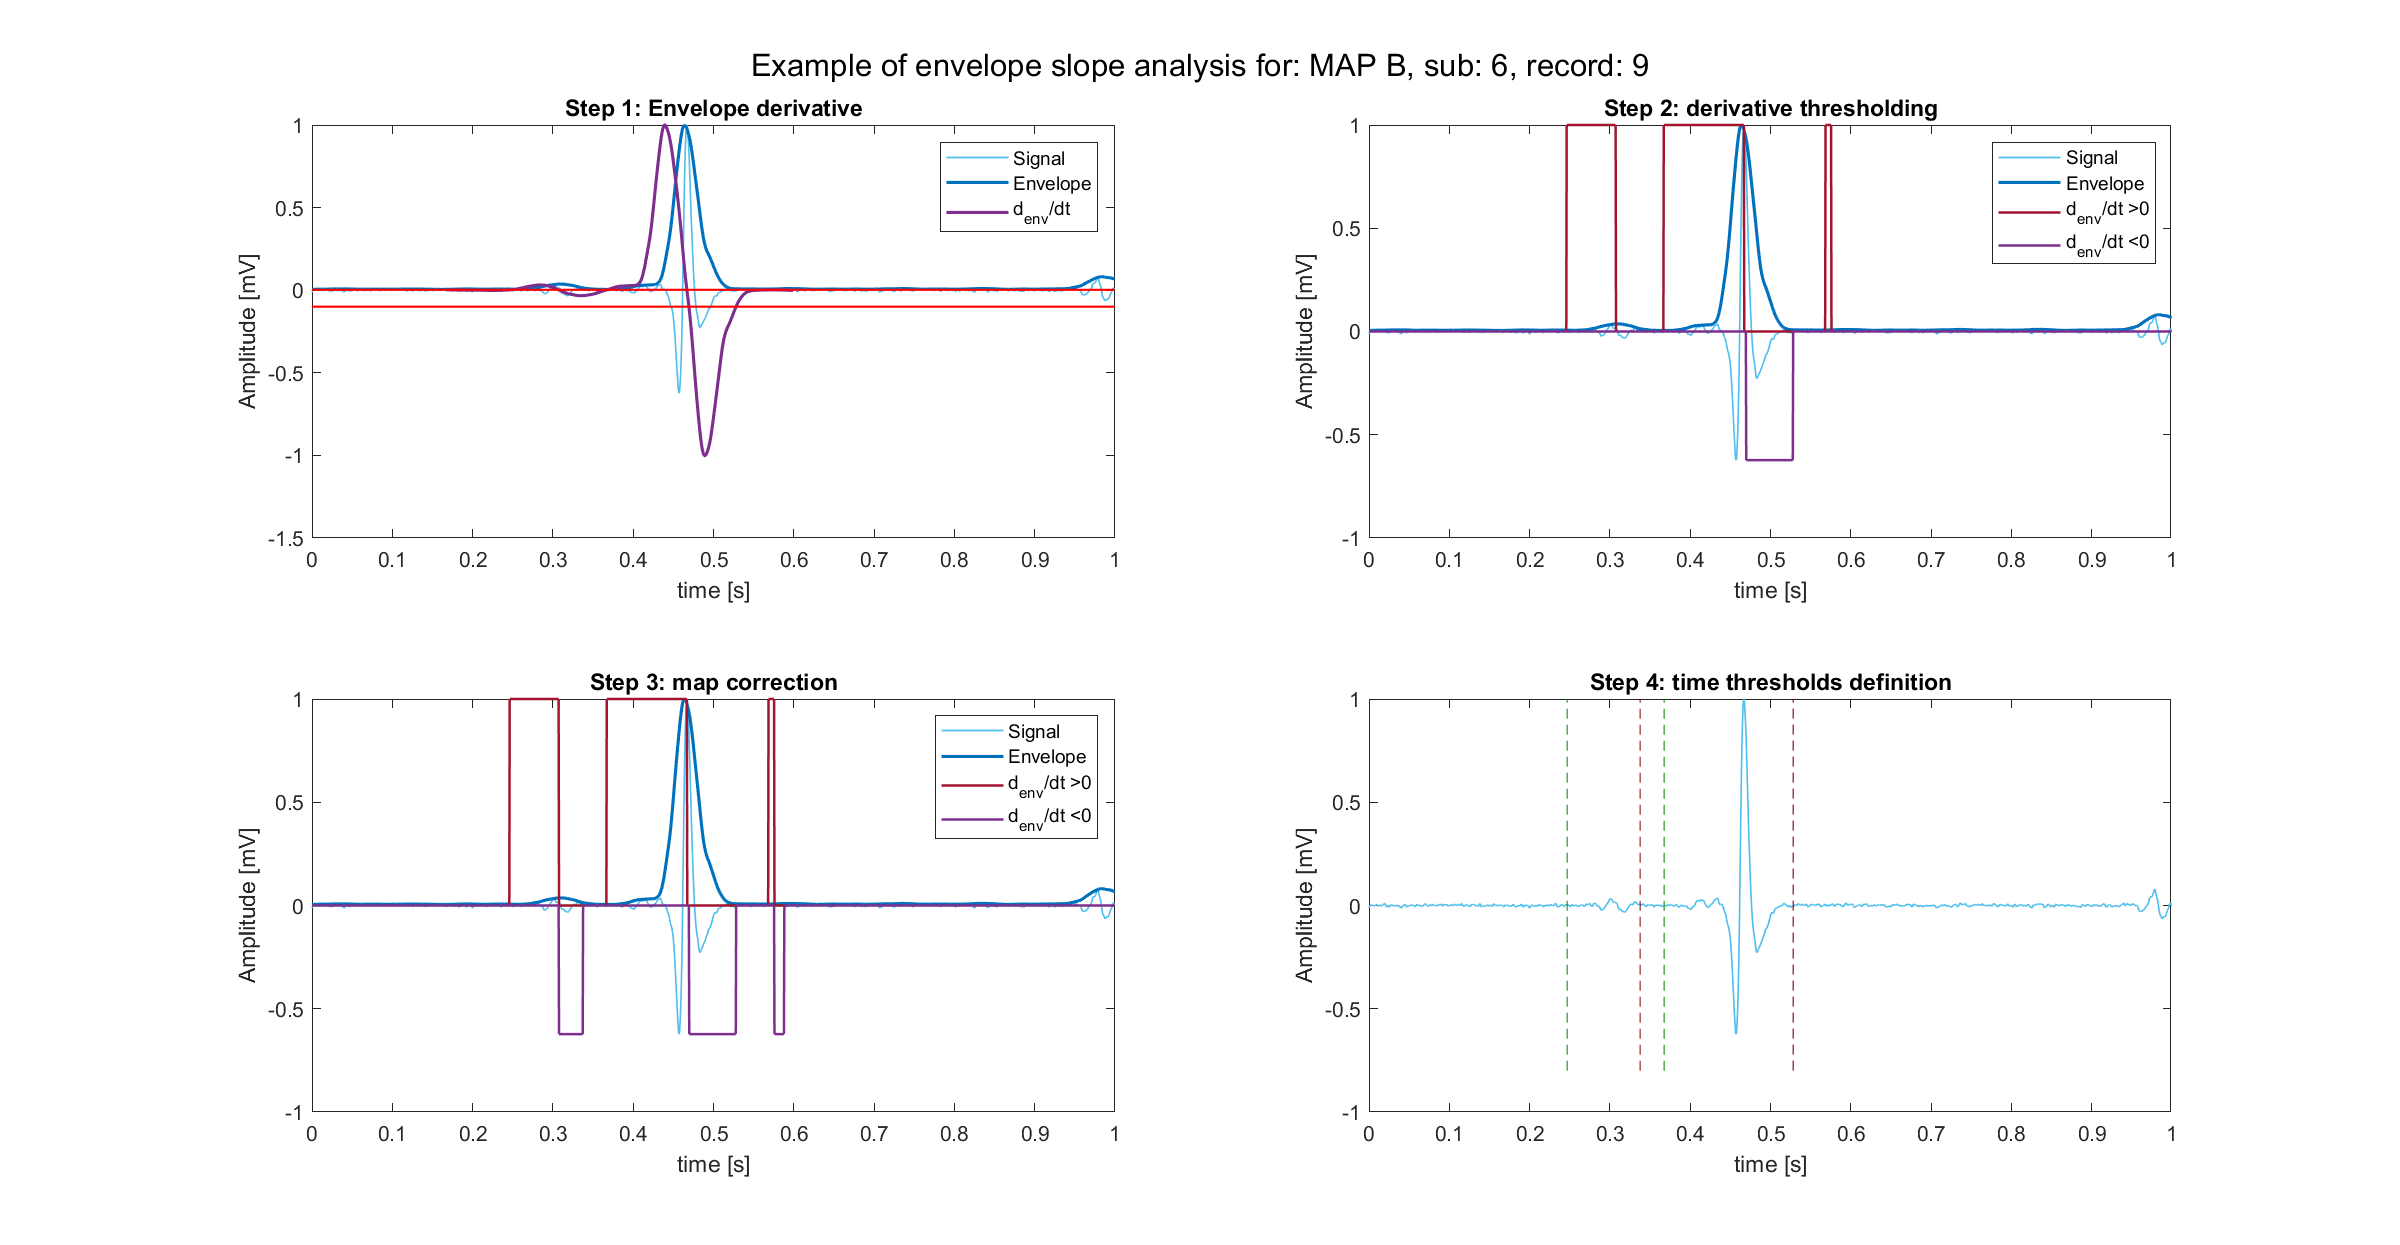 Example of envelope slope analysis for: MAP B, sub: 6, record: 9
Step 1: Envelope derivative
1
0.5
0
-0.5
-1
-1.5
Amplitude [mV]
0 0.1 0.2 0.3 0.4 0.5 0.6 0.7 0.8 0.9 1
time [s]
Signal
Envelope
d_env/dt
Step 2: derivative thresholding
1
0.5
0
-0.5
-1
Amplitude [mV]
0 0.1 0.2 0.3 0.4 0.5 0.6 0.7 0.8 0.9 1
time [s]
Signal
Envelope
d_env/dt >0
d_env/dt <0
Step 3: map correction
1
0.5
0
-0.5
-1
Amplitude [mV]
0 0.1 0.2 0.3 0.4 0.5 0.6 0.7 0.8 0.9 1
time [s]
Signal
Envelope
d_env/dt >0
d_env/dt <0
Step 4: time thresholds definition
1
0.5
0
-0.5
-1
Amplitude [mV]
0 0.1 0.2 0.3 0.4 0.5 0.6 0.7 0.8 0.9 1
time [s]